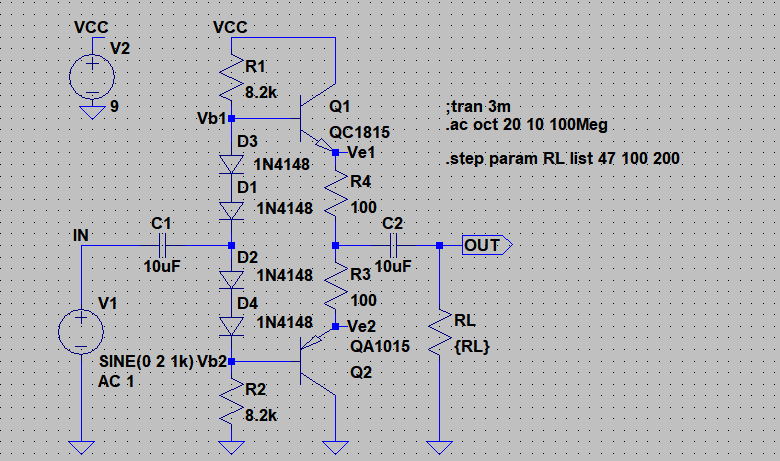 VCC
VCC
V2
+
−
9
R1
8.2k
Vb1
Q1
QC1815
;tran 3m
.ac oct 20 10 100Meg
.step param RL list 47 100 200
D3
1N4148
Ve1
D1
1N4148
R4
100
IN
C1
10uF
C2
10uF
OUT
D2
1N4148
R3
100
V1
+
−
D4
1N4148
Ve2
RL
{RL}
SINE(0 2 1k)
AC 1
Vb2
QA1015
Q2
R2
8.2k